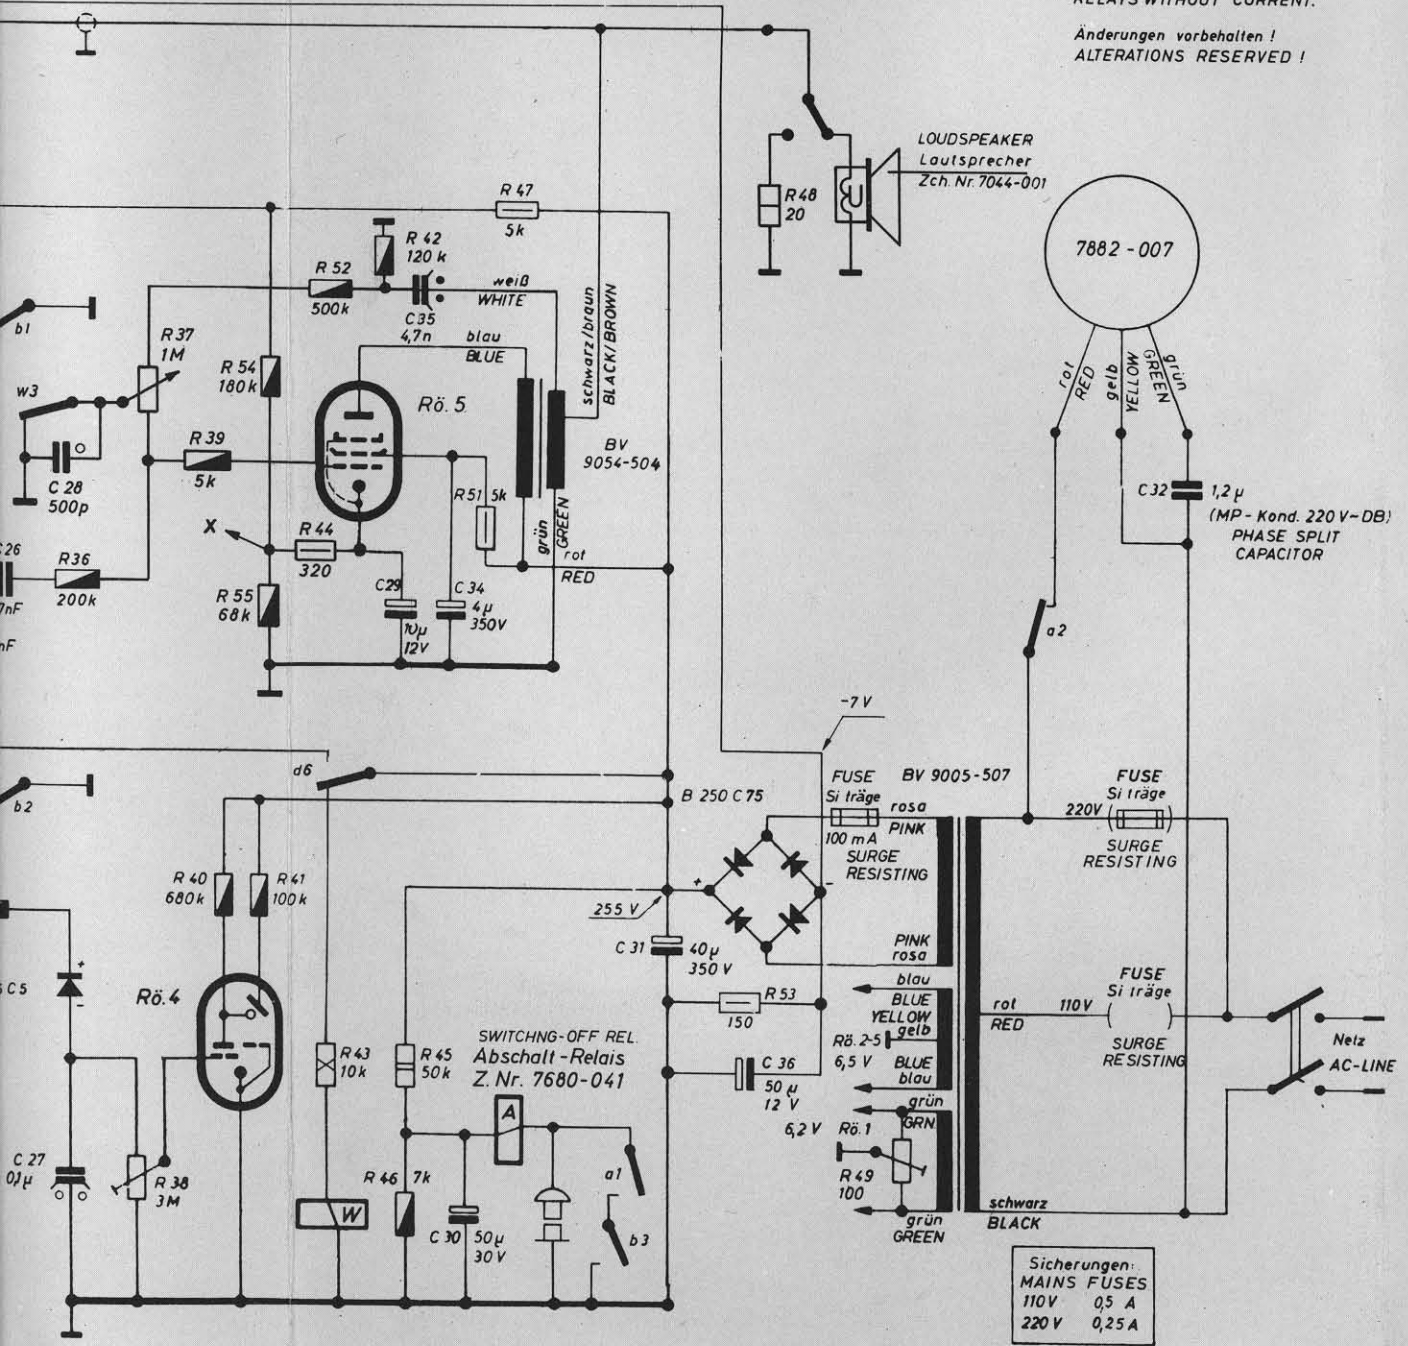 RELAYS WITHOUT CURRENT.
Änderungen vorbehalten !
ALTERATIONS RESERVED !
LOUDSPEAKER
Lautsprecher
Zch. Nr. 7044-001
R 48
20
7882 - 007
rot
RED
gelb
YELLOW
grün
GREEN
C 32
1,2 µ
(MP - Kond. 220 V~DB)
PHASE SPLIT
CAPACITOR
a2
R 47
5k
R 42
120 k
R 52
500k
C35
4,7n
weiß
WHITE
blau
BLUE
schwarz/braun
BLACK/BROWN
b1
R 37
1M
w3
C 28
500p
R 54
180 k
R 39
5k
Rö. 5
BV
9054-504
R 51
5k
grün
GREEN
rot
RED
X
R 44
320
C26
7nF
nF
R36
200k
R 55
68k
C29
10µ
12V
C 34
4µ
350V
-7 V
d6
b2
B 250 C 75
FUSE
Si träge
100 mA
SURGE
RESISTING
BV 9005-507
rosa
PINK
220V
FUSE
Si träge
SURGE
RESISTING
R 40
680k
R 41
100k
+
-
255 V
C 31
40µ
350 V
PINK
rosa
C5
+
-
Rö.4
R 53
150
blau
BLUE
YELLOW
gelb
Rö. 2-5
6,5 V
BLUE
blau
rot
RED
110V
FUSE
Si träge
SURGE
RESISTING
Netz
AC-LINE
SWITCHNG-OFF REL.
Abschalt-Relais
Z. Nr. 7680-041
R 43
10k
R 45
50k
C 36
50 µ
12 V
A
6,2 V
Rö.1
grün
GRN.
R 49
100
grün
GREEN
C 27
0,1µ
R 38
3M
W
R 46
7k
C 30
50µ
30V
a1
b3
schwarz
BLACK
Sicherungen:
MAINS FUSES
110V 0,5 A
220 V 0,25 A